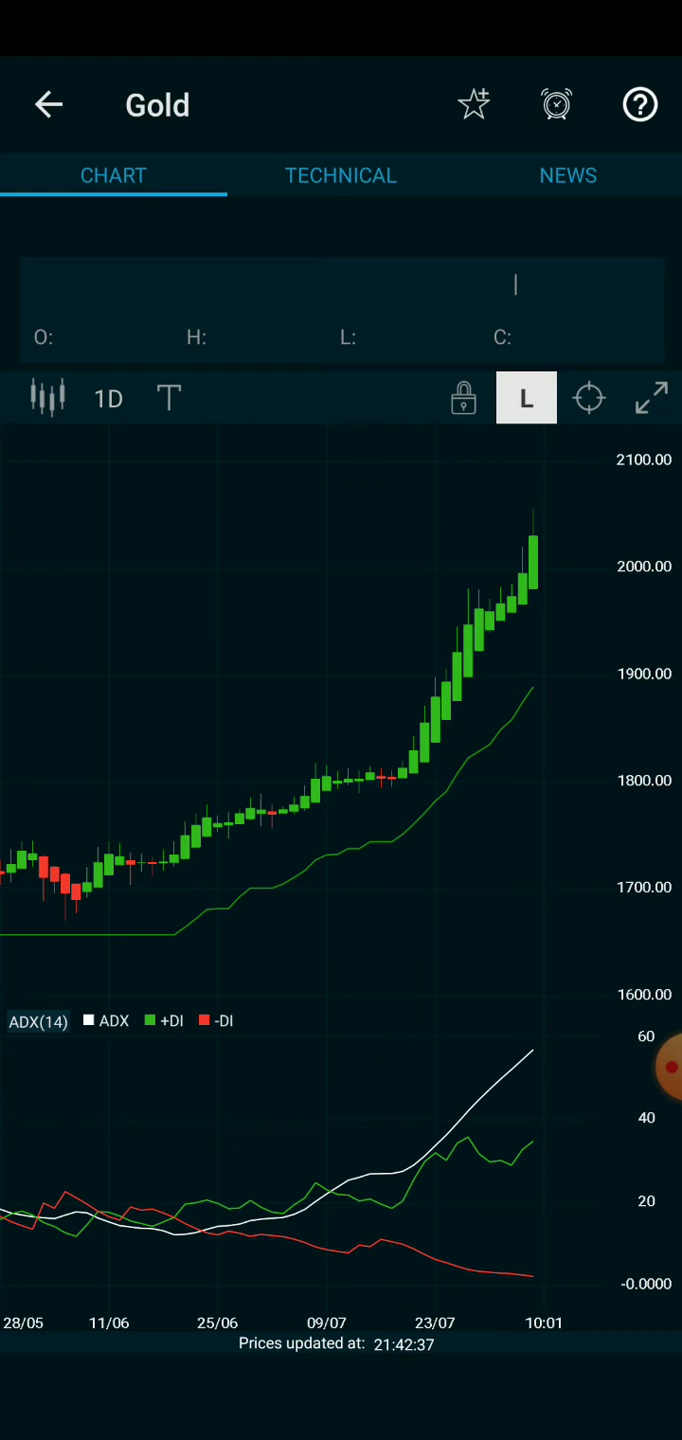 Gold
CHART TECHNICAL NEWS
O: H: L: C:
1D T L
2100.00
2000.00
1900.00
1800.00
1700.00
1600.00
ADX(14) ADX +DI -DI
60
40
20
-0.0000
28/05 11/06 25/06 09/07 23/07 10:01
Prices updated at: 21:42:37